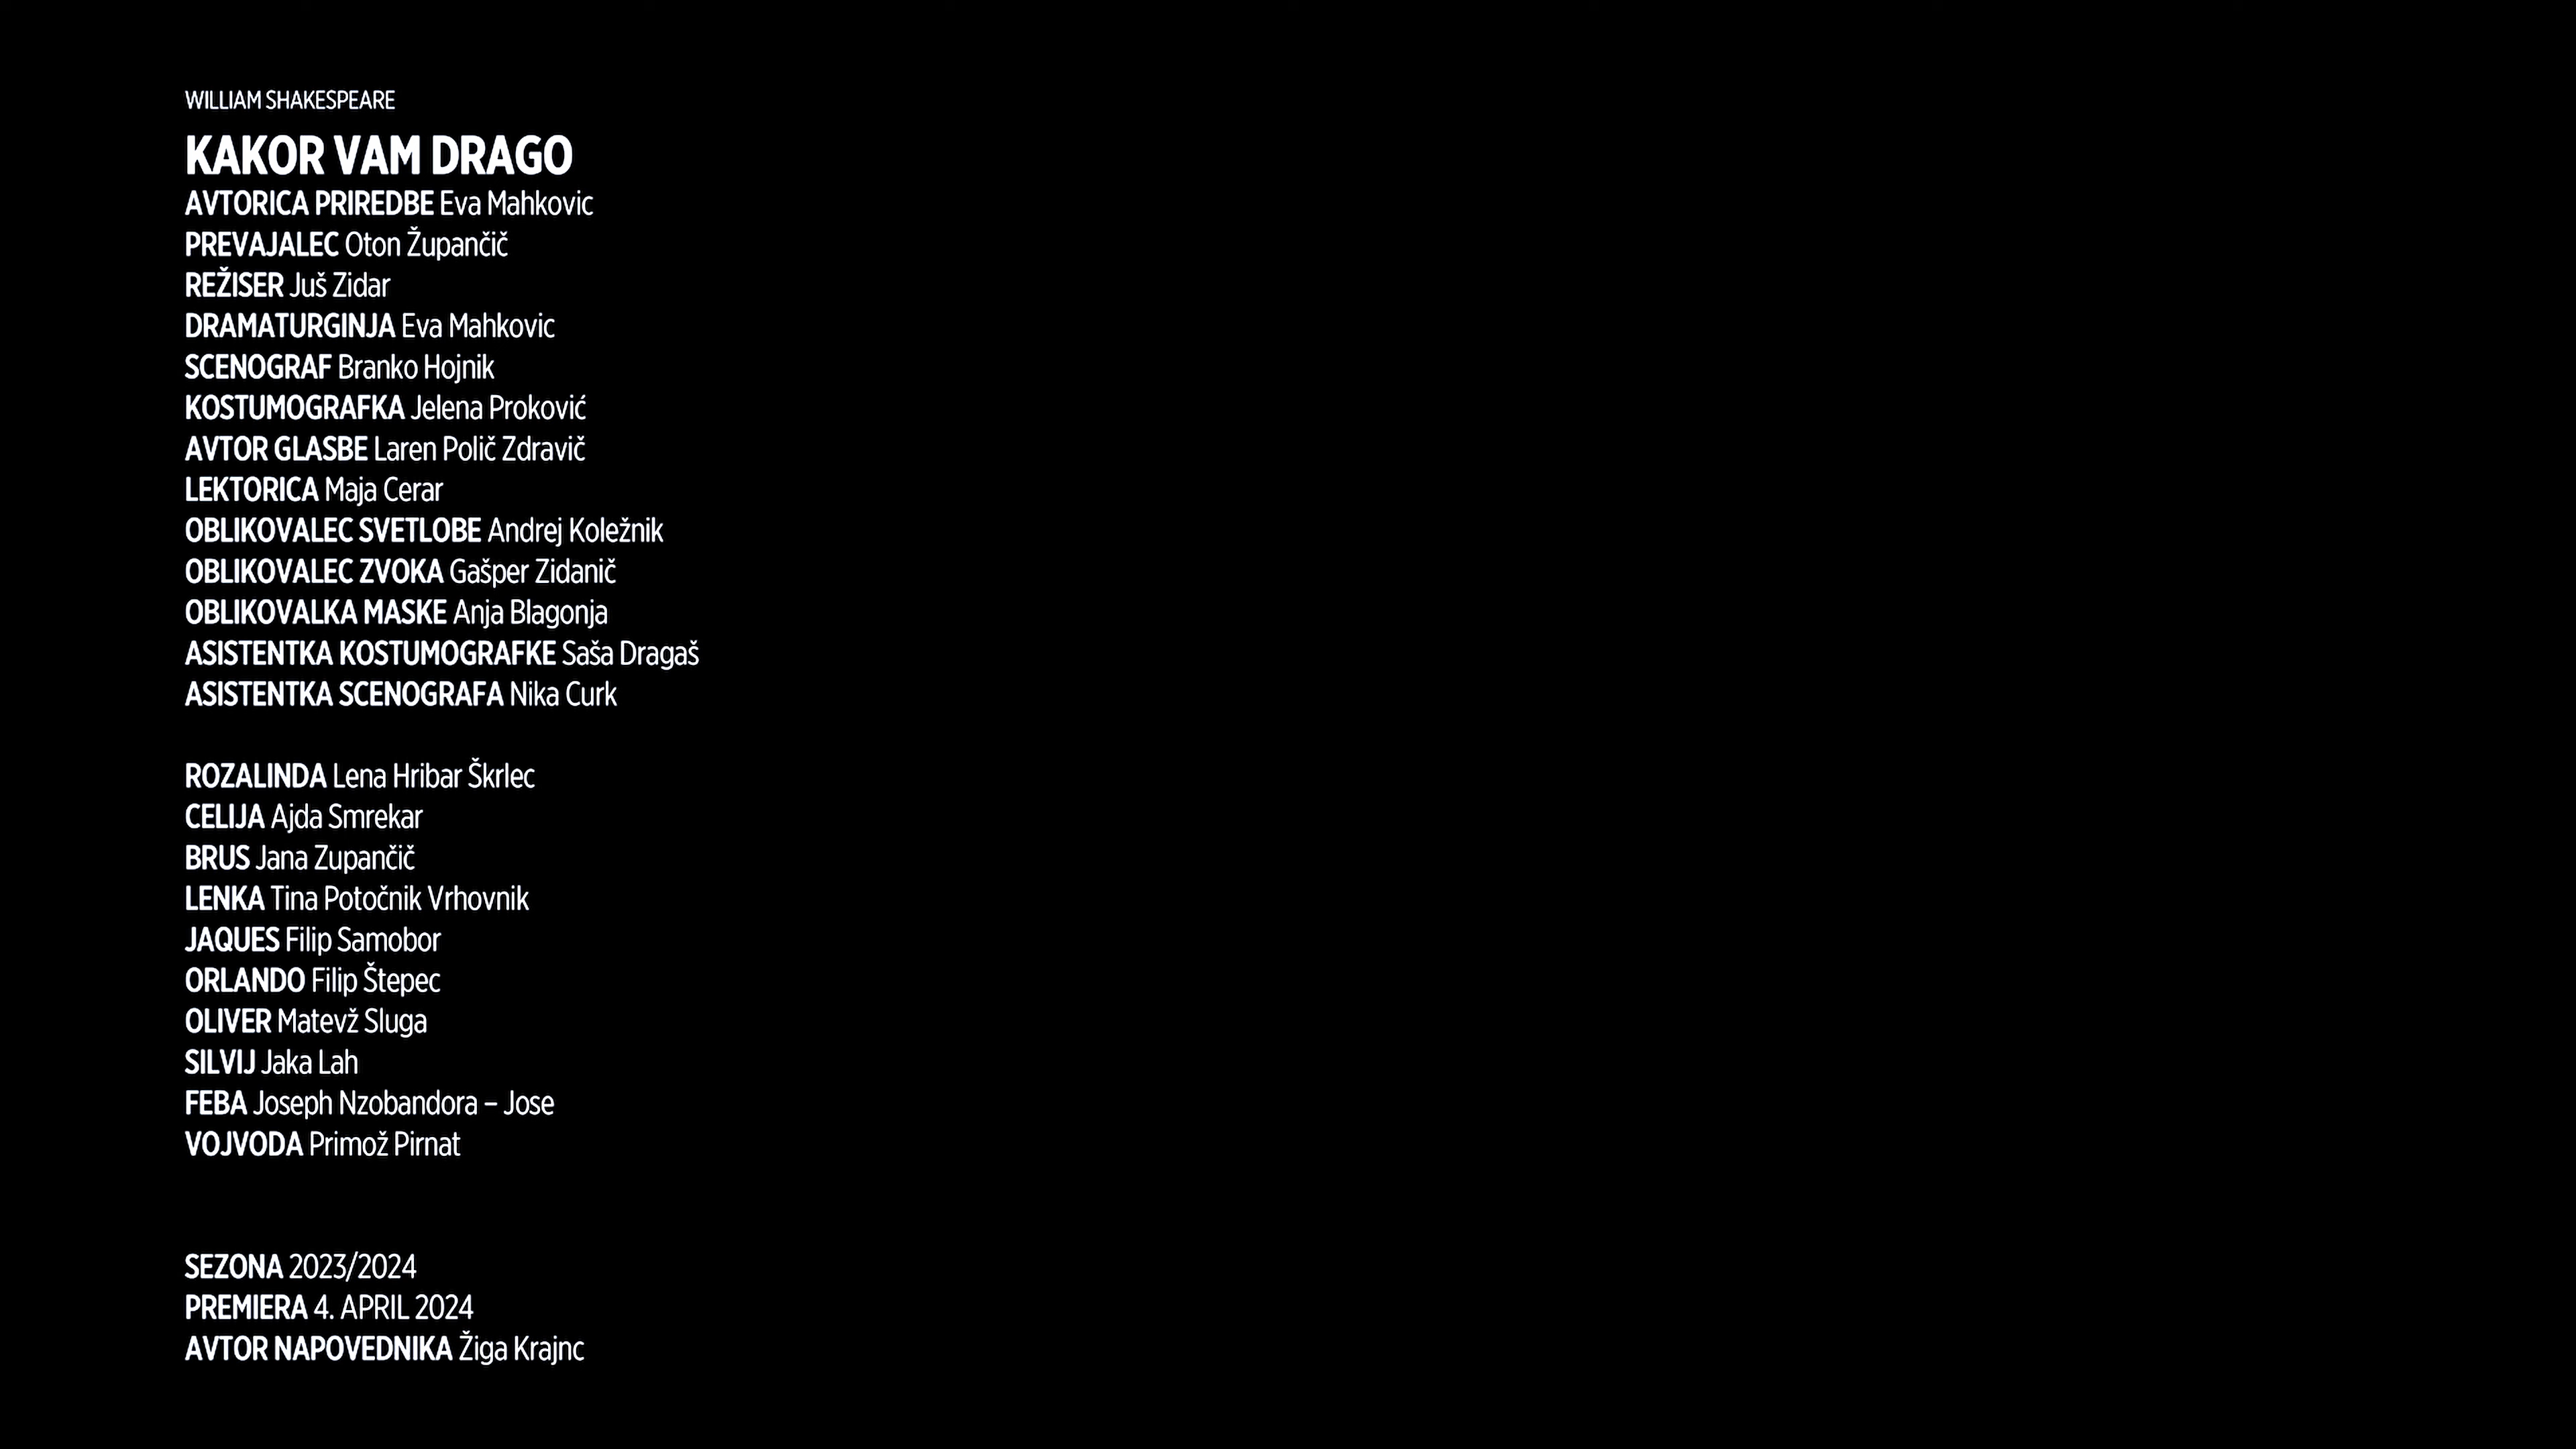 WILLIAM SHAKESPEARE
KAKOR VAM DRAGO
AVTORICA PRIREDBE Eva Mahkovic
PREVAJALEC Oton Župančič
REŽISER Juš Zidar
DRAMATURGINJA Eva Mahkovic
SCENOGRAF Branko Hojnik
KOSTUMOGRAFKA Jelena Proković
AVTOR GLASBE Laren Polič Zdravič
LEKTORICA Maja Cerar
OBLIKOVALEC SVETLOBE Andrej Koležnik
OBLIKOVALEC ZVOKA Gašper Zidanič
OBLIKOVALKA MASKE Anja Blagonja
ASISTENTKA KOSTUMOGRAFKE Saša Dragaš
ASISTENTKA SCENOGRAFA Nika Curk
ROZALINDA Lena Hribar Škrlec
CELIJA Ajda Smrekar
BRUS Jana Zupančič
LENKA Tina Potočnik Vrhovnik
JAQUES Filip Samobor
ORLANDO Filip Štepec
OLIVER Matevž Sluga
SILVIJ Jaka Lah
FEBA Joseph Nzobandora – Jose
VOJVODA Primož Pirnat
SEZONA 2023/2024
PREMIERA 4. APRIL 2024
AVTOR NAPOVEDNIKA Žiga Krajnc